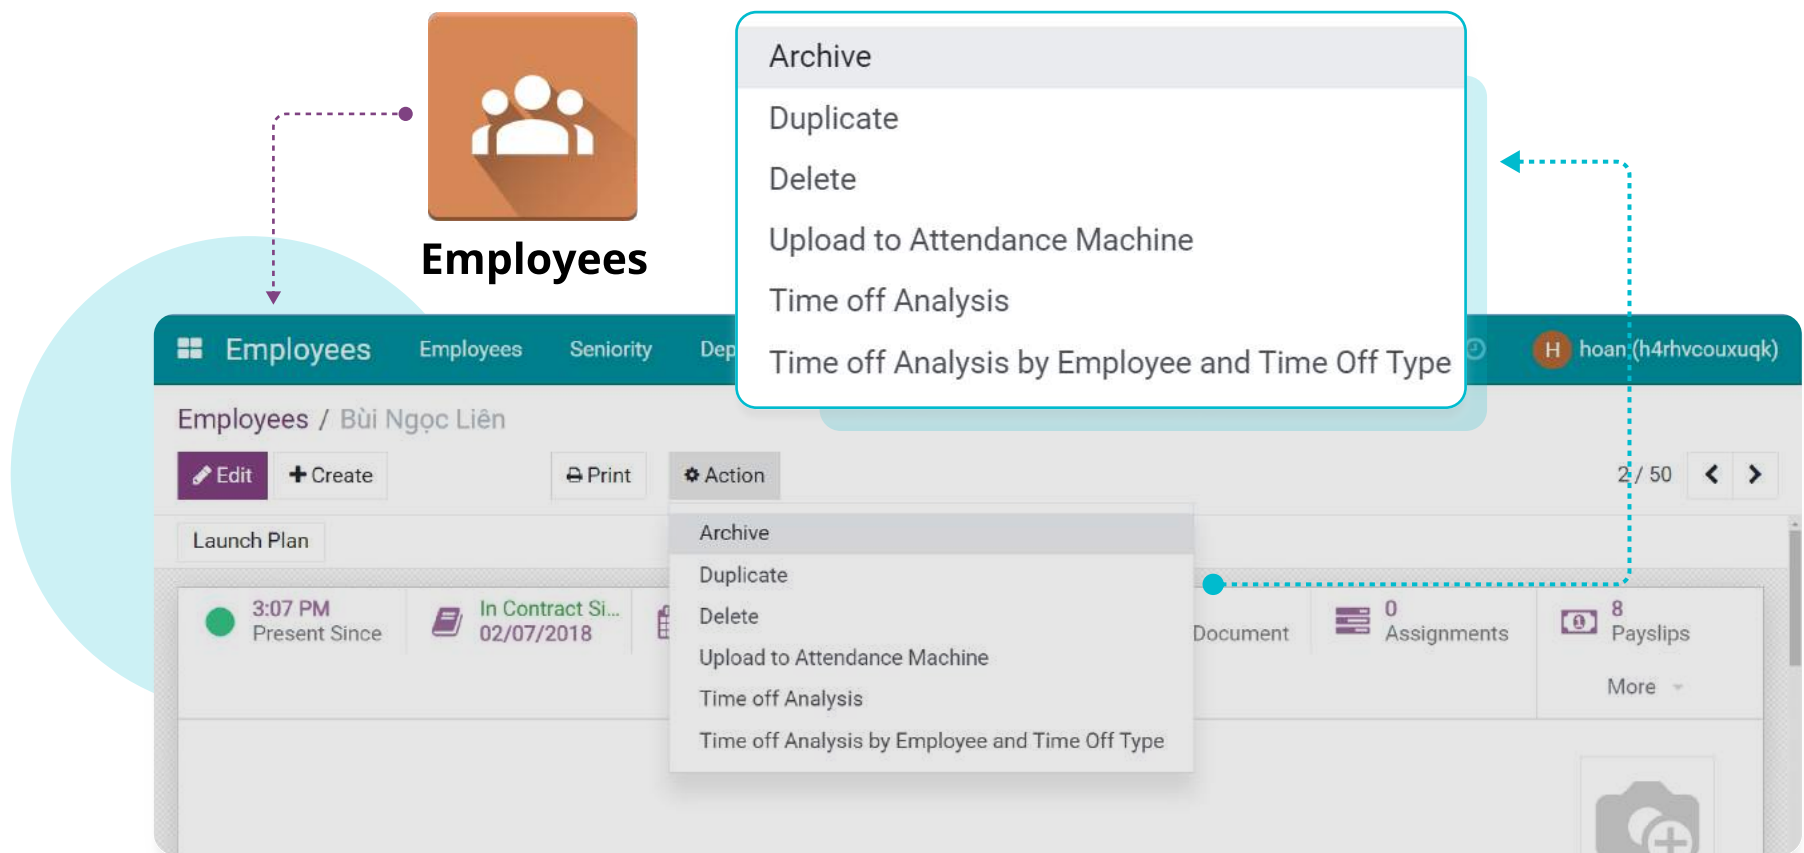 Archive
Duplicate
Delete
Upload to Attendance Machine
Time off Analysis
Time off Analysis by Employee and Time Off Type
Employees
Employees Employees Seniority Dep H hoan (h4rhvcouxuqk)
Employees / Bùi Ngọc Liên
Edit Create Print Action 2 / 50
Launch Plan
Archive
Duplicate
Delete
Upload to Attendance Machine
Time off Analysis
Time off Analysis by Employee and Time Off Type
3:07 PM
Present Since
In Contract Si...
02/07/2018
Document
0
Assignments
8
Payslips
More